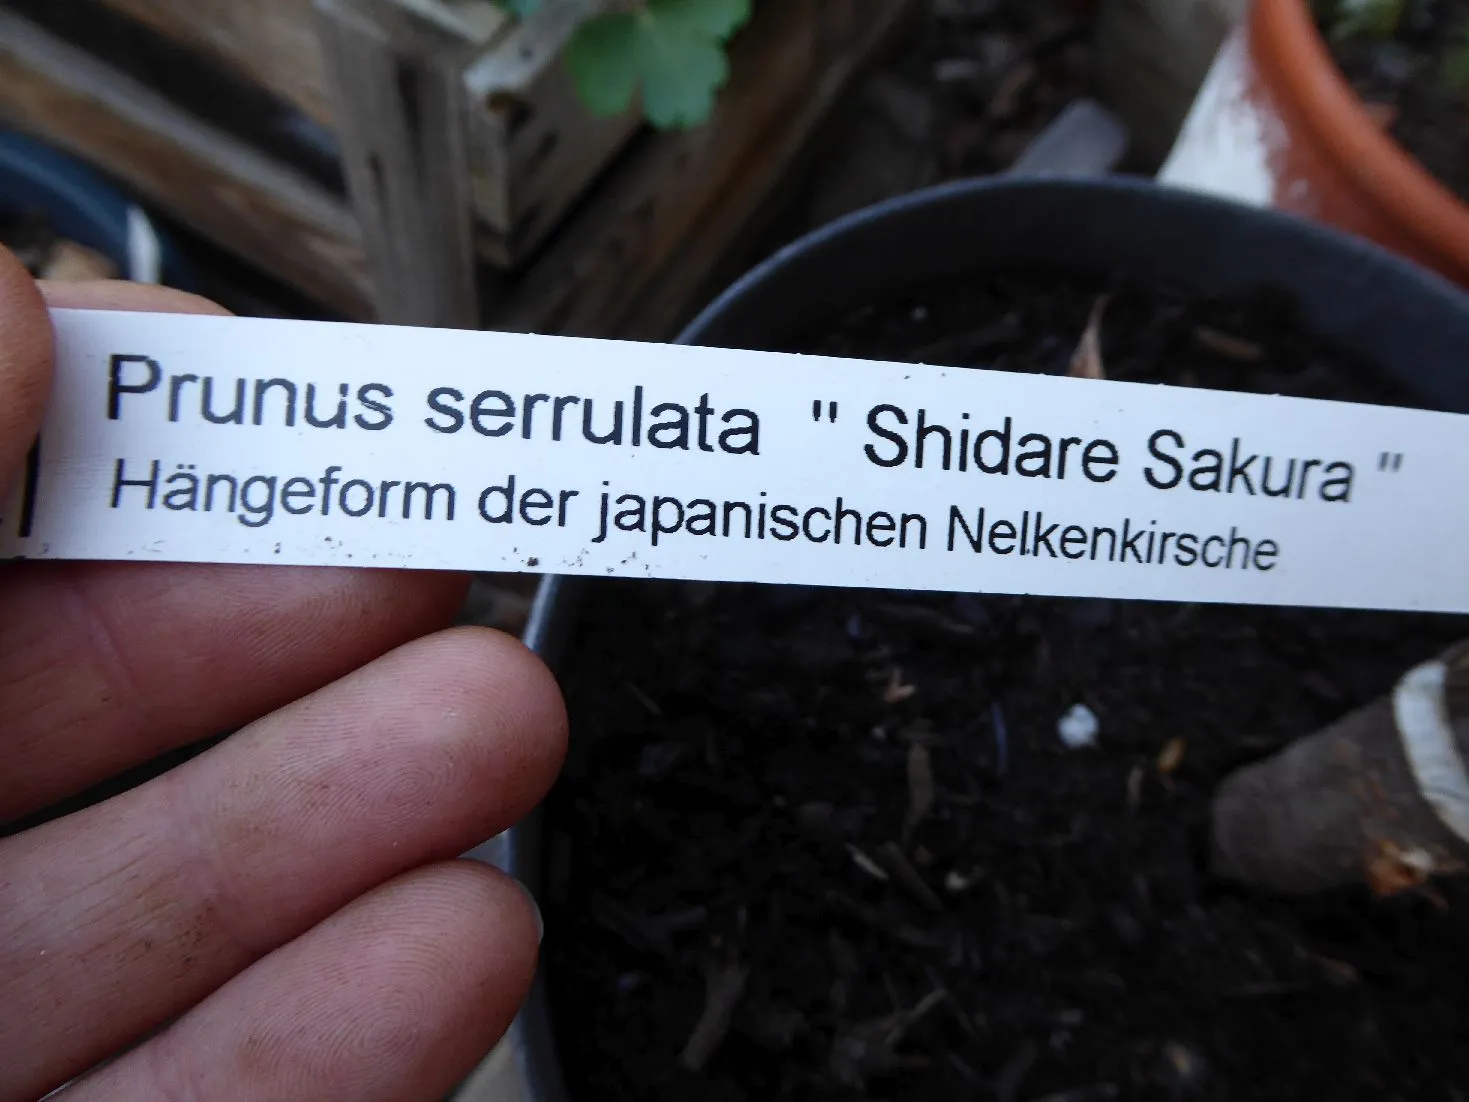 Prunus serrulata " Shidare Sakura "
Hängeform der japanischen Nelkenkirsche